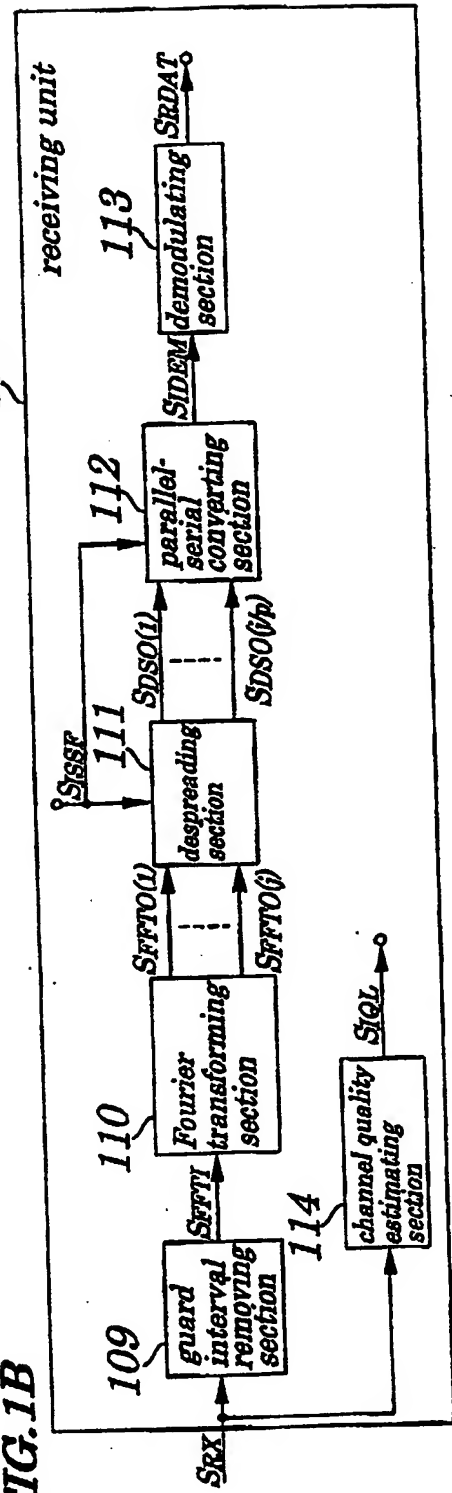 FIG.1B
receiving unit
SRX
109
guard
interval
removing
section
SFFTI
110
Fourier
transforming
section
SFFTO(1)
SFFTO(j)
SISSF
111
despreading
section
SDSO(1)
SDSO(j/p)
112
parallel-
serial
converting
section
SIDEM
113
demodulating
section
SRDAT
114
channel quality
estimating
section
SIQL